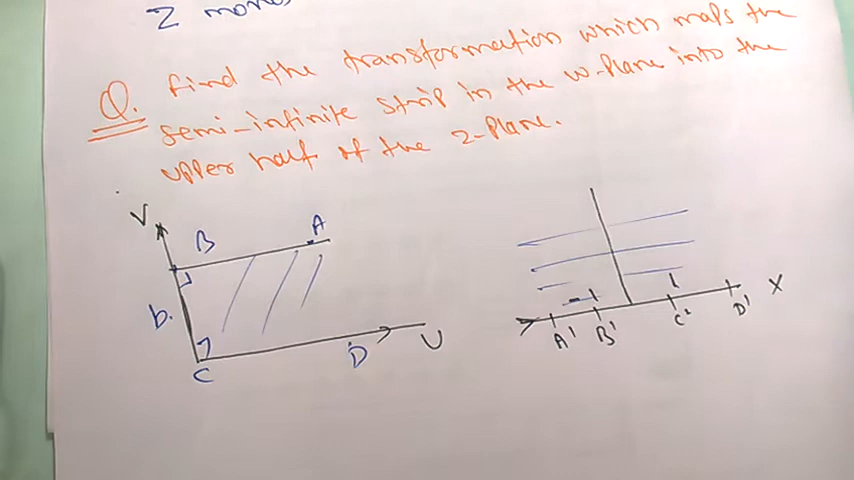 Z
Q. find the transformation which maps the
semi-infinite strip in the w-plane into the
upper half of the z-plane.
V
B
A
b.
C
D
U
-1
1
X
A'
B'
C'
D'